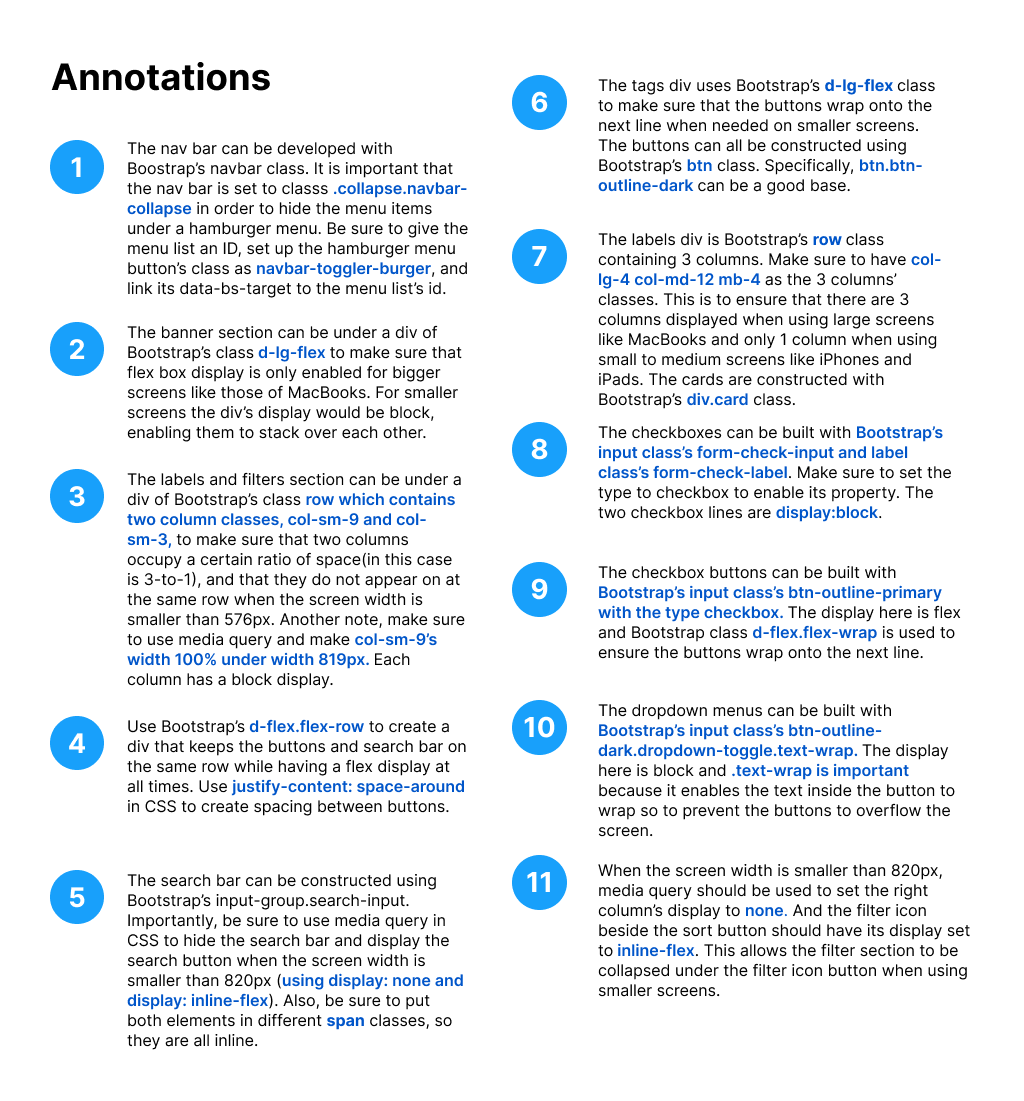 Annotations
1
The nav bar can be developed with
Boostrap's navbar class. It is important that
the nav bar is set to classs .collapse.navbar-
collapse in order to hide the menu items
under a hamburger menu. Be sure to give the
menu list an ID, set up the hamburger menu
button's class as navbar-toggler-burger, and
link its data-bs-target to the menu list's id.
2
The banner section can be under a div of
Bootstrap's class d-lg-flex to make sure that
flex box display is only enabled for bigger
screens like those of MacBooks. For smaller
screens the div's display would be block,
enabling them to stack over each other.
3
The labels and filters section can be under a
div of Bootstrap's class row which contains
two column classes, col-sm-9 and col-
sm-3, to make sure that two columns
occupy a certain ratio of space(in this case
is 3-to-1), and that they do not appear on at
the same row when the screen width is
smaller than 576px. Another note, make sure
to use media query and make col-sm-9's
width 100% under width 819px. Each
column has a block display.
4
Use Bootstrap's d-flex.flex-row to create a
div that keeps the buttons and search bar on
the same row while having a flex display at
all times. Use justify-content: space-around
in CSS to create spacing between buttons.
5
The search bar can be constructed using
Bootstrap's input-group.search-input.
Importantly, be sure to use media query in
CSS to hide the search bar and display the
search button when the screen width is
smaller than 820px (using display: none and
display: inline-flex). Also, be sure to put
both elements in different span classes, so
they are all inline.
6
The tags div uses Bootstrap's d-lg-flex class
to make sure that the buttons wrap onto the
next line when needed on smaller screens.
The buttons can all be constructed using
Bootstrap's btn class. Specifically, btn.btn-
outline-dark can be a good base.
7
The labels div is Bootstrap's row class
containing 3 columns. Make sure to have col-
lg-4 col-md-12 mb-4 as the 3 columns'
classes. This is to ensure that there are 3
columns displayed when using large screens
like MacBooks and only 1 column when using
small to medium screens like iPhones and
iPads. The cards are constructed with
Bootstrap's div.card class.
8
The checkboxes can be built with Bootstrap's
input class's form-check-input and label
class's form-check-label. Make sure to set the
type to checkbox to enable its property. The
two checkbox lines are display:block.
9
The checkbox buttons can be built with
Bootstrap's input class's btn-outline-primary
with the type checkbox. The display here is flex
and Bootstrap class d-flex.flex-wrap is used to
ensure the buttons wrap onto the next line.
10
The dropdown menus can be built with
Bootstrap's input class's btn-outline-
dark.dropdown-toggle.text-wrap. The display
here is block and .text-wrap is important
because it enables the text inside the button to
wrap so to prevent the buttons to overflow the
screen.
11
When the screen width is smaller than 820px,
media query should be used to set the right
column's display to none. And the filter icon
beside the sort button should have its display set
to inline-flex. This allows the filter section to be
collapsed under the filter icon button when using
smaller screens.